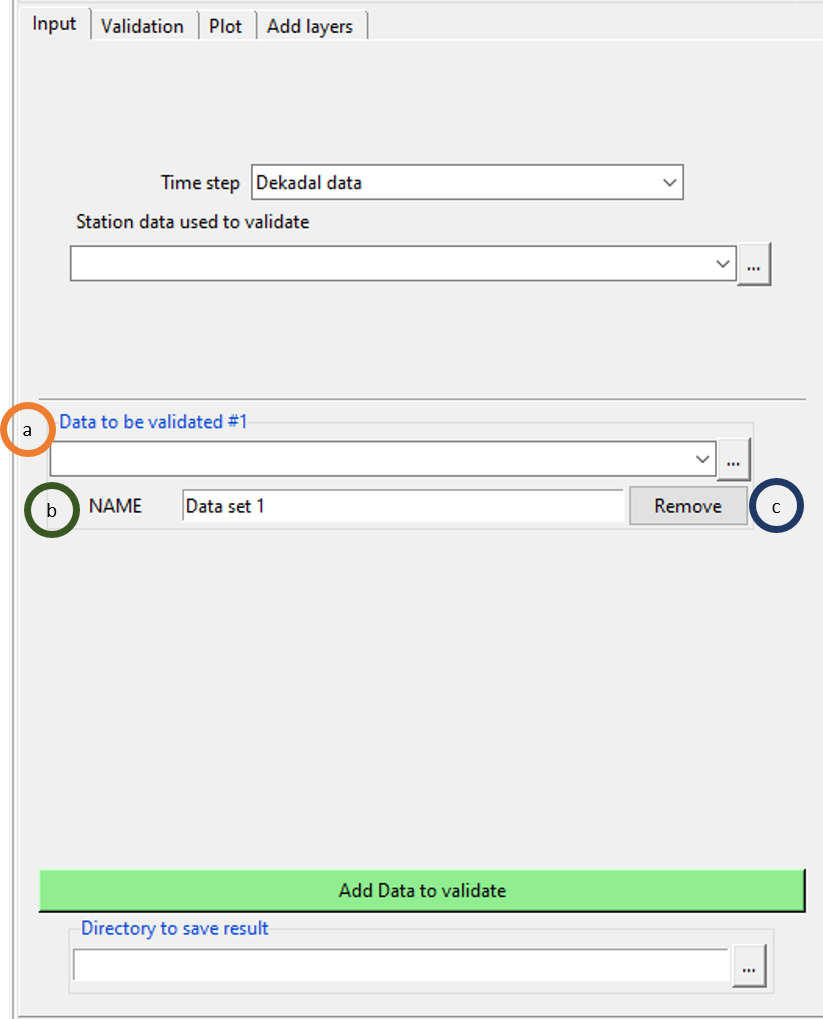 Input Validation Plot Add layers
Time step Dekadal data
Station data used to validate
...
a Data to be validated #1
...
b NAME Data set 1 Remove c
Add Data to validate
Directory to save result
...